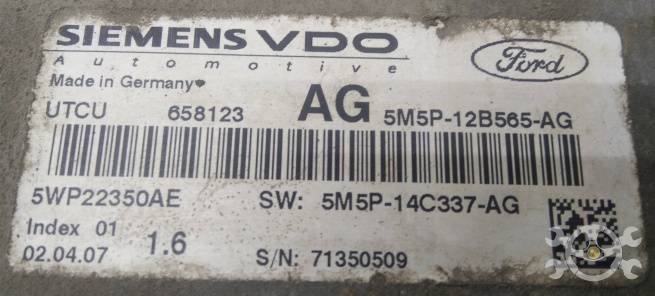 SIEMENS VDO
Automotive
Ford
Made in Germany
UTCU 658123 AG 5M5P-12B565-AG
5WP22350AE SW: 5M5P-14C337-AG
Index 01
02.04.07 1.6 S/N: 71350509